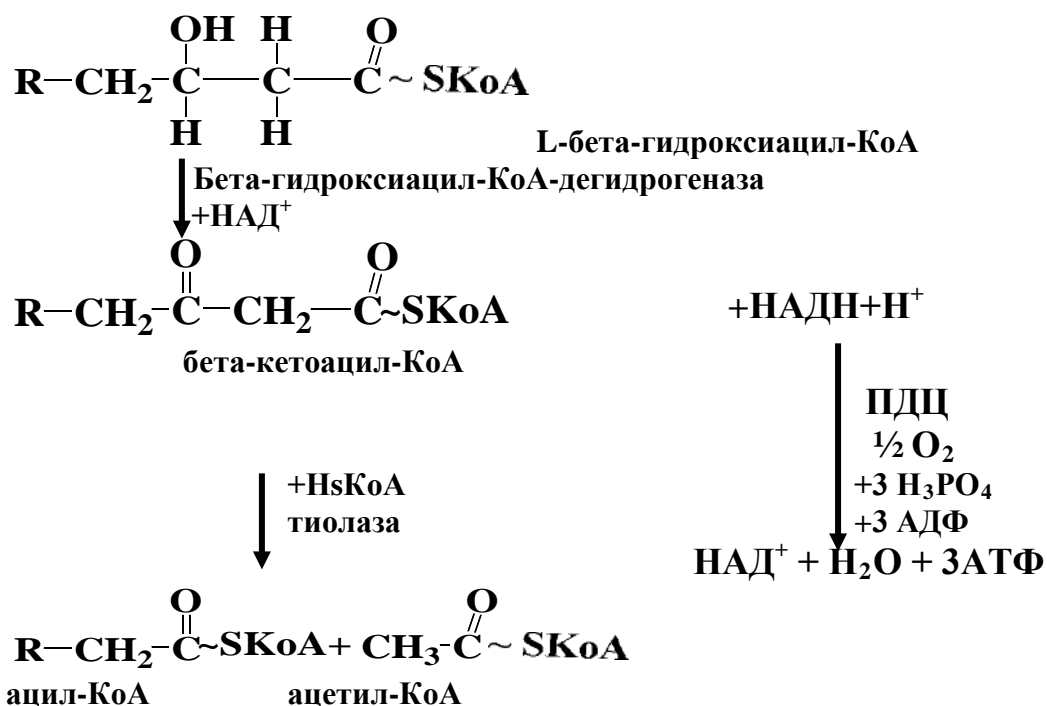 OH H O
R—CH₂—C—C—C~SKoA
H H
L-бета-гидроксиацил-КоА
Бета-гидроксиацил-КоА-дегидрогеназа
+НАД⁺
O O
R—CH₂—C—CH₂—C~SKoA
+НАДН+Н⁺
бета-кетоацил-КоА
ПДЦ
½ O₂
+3 H₃PO₄
+3 АДФ
НАД⁺ + H₂O + 3АТФ
+HsКоА
тиолаза
O O
R—CH₂—C~SKoA + CH₃-C~SKoA
ацил-КоА ацетил-КоА